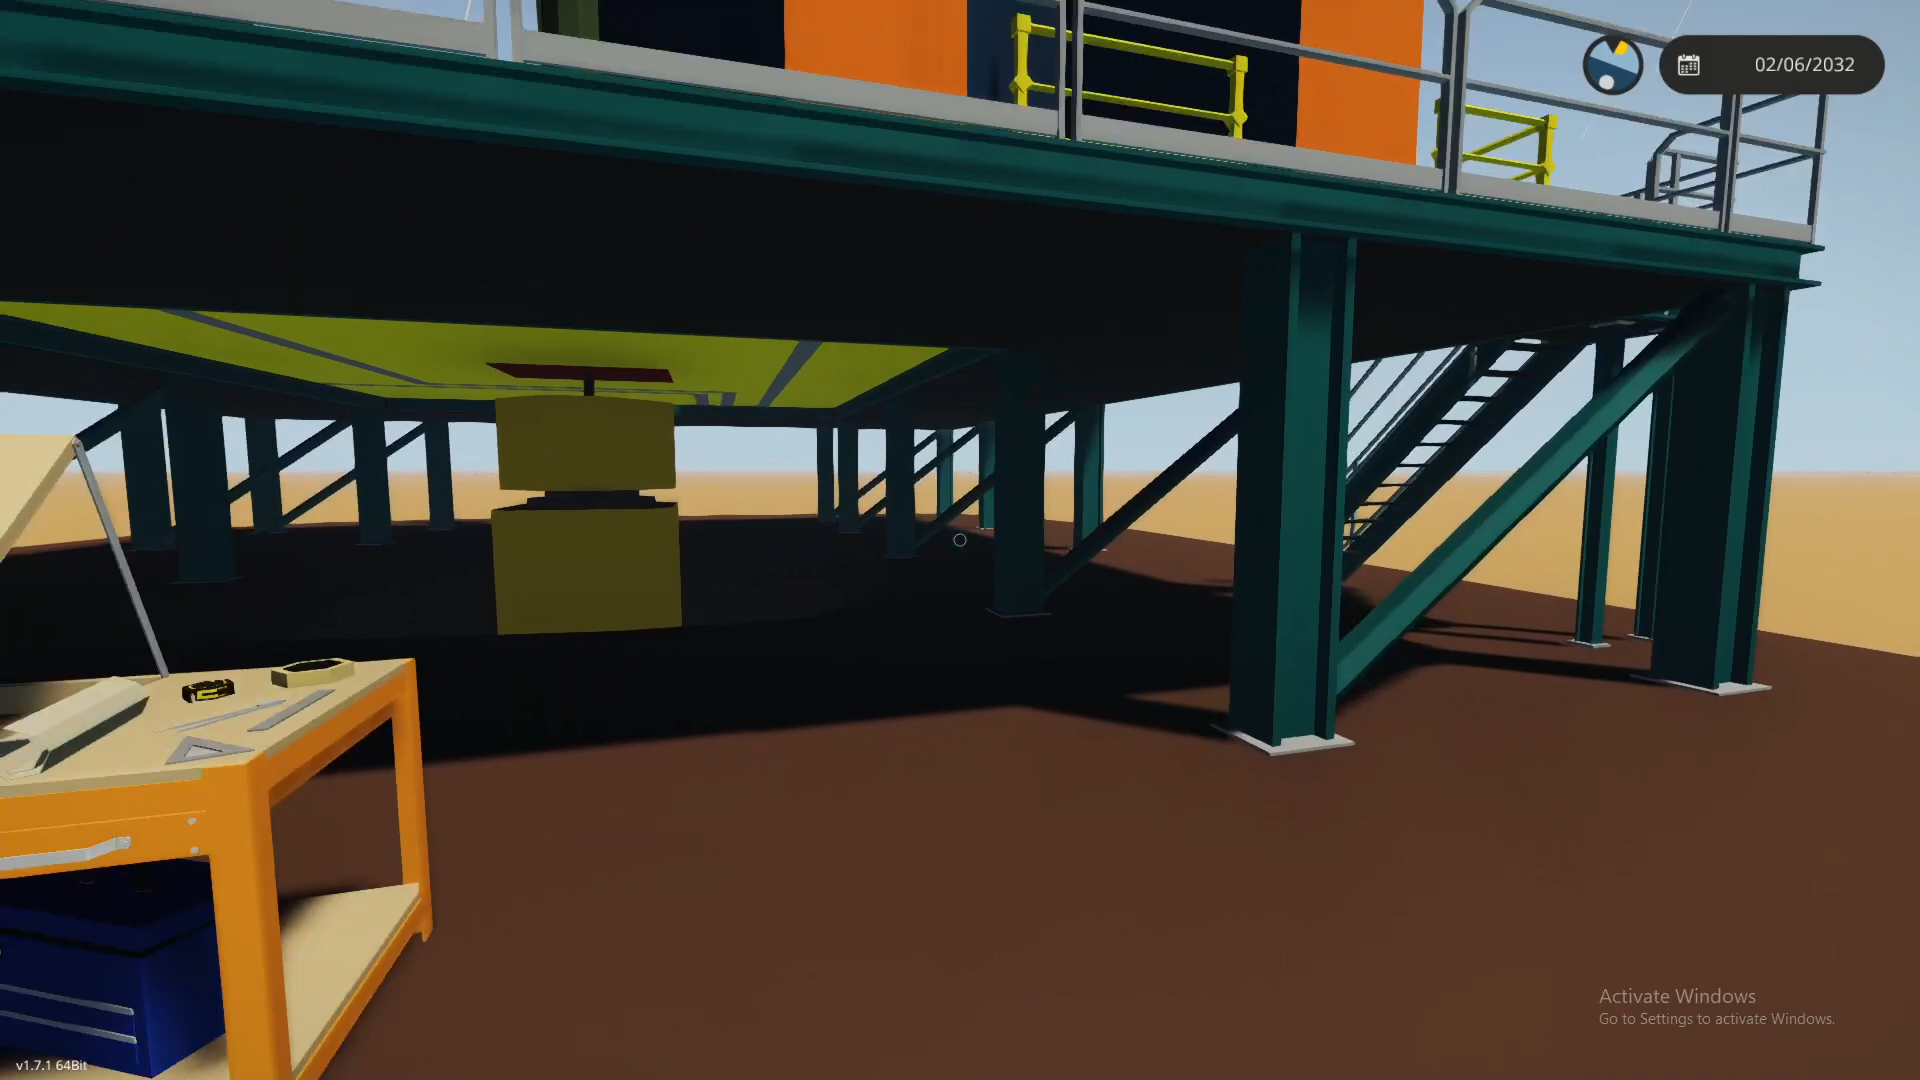 02/06/2032
Activate Windows
Go to Settings to activate Windows.
v1.7.1 64Bit